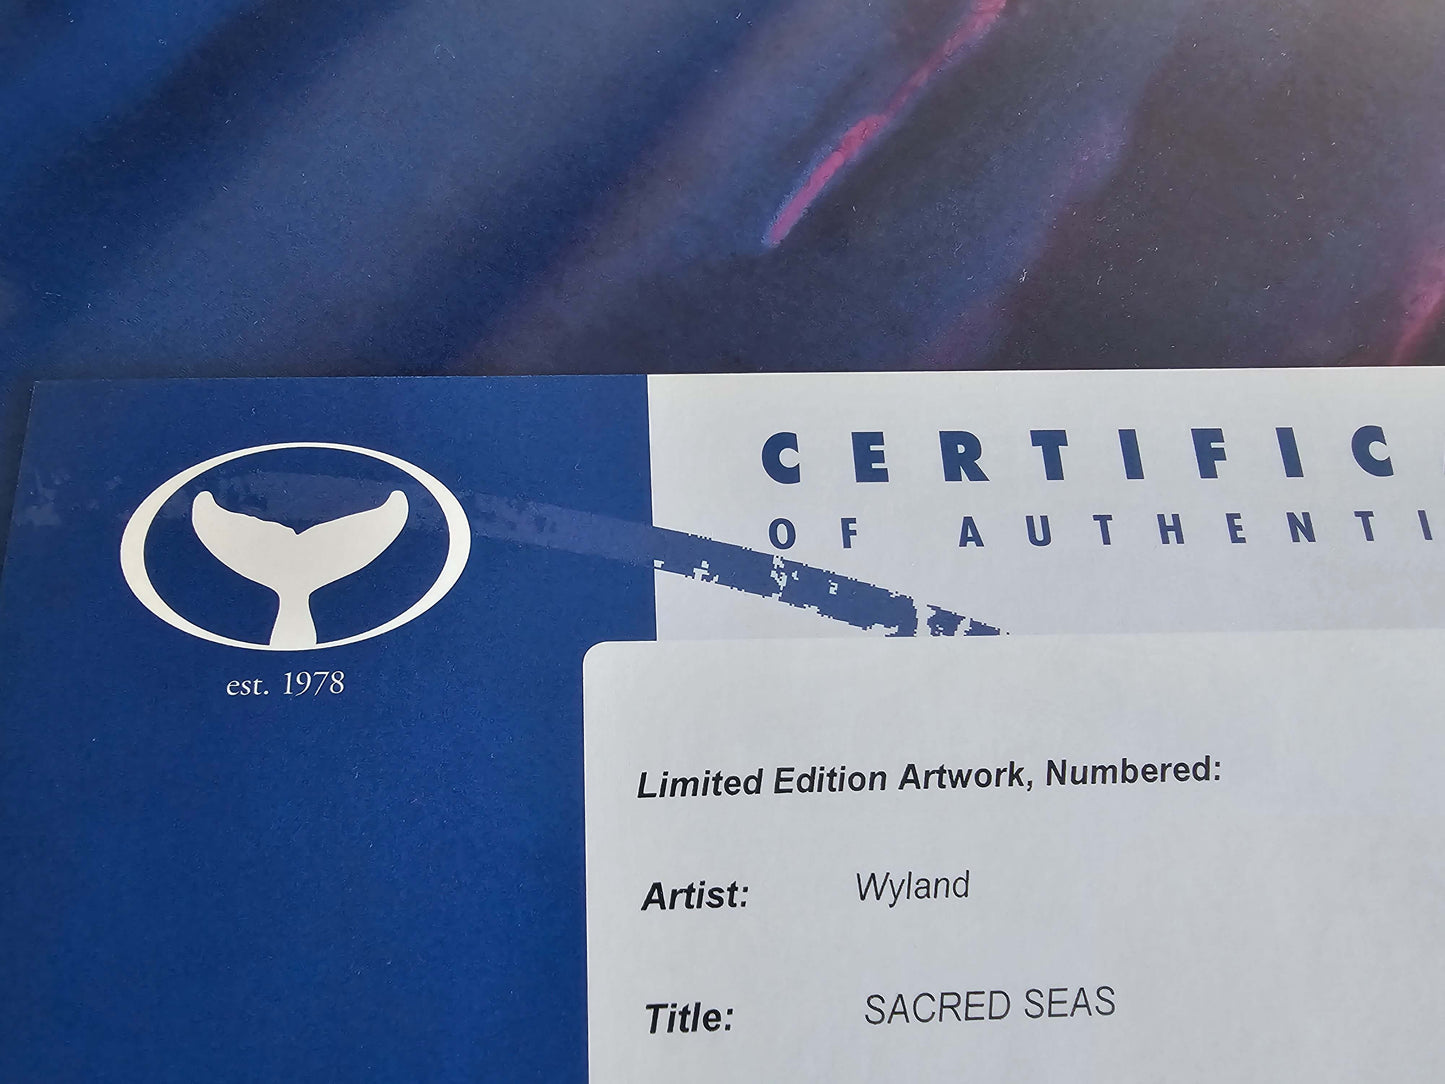 CERTIFIC
OF AUTHENTI
est. 1978
Limited Edition Artwork, Numbered:
Artist: Wyland
Title: SACRED SEAS